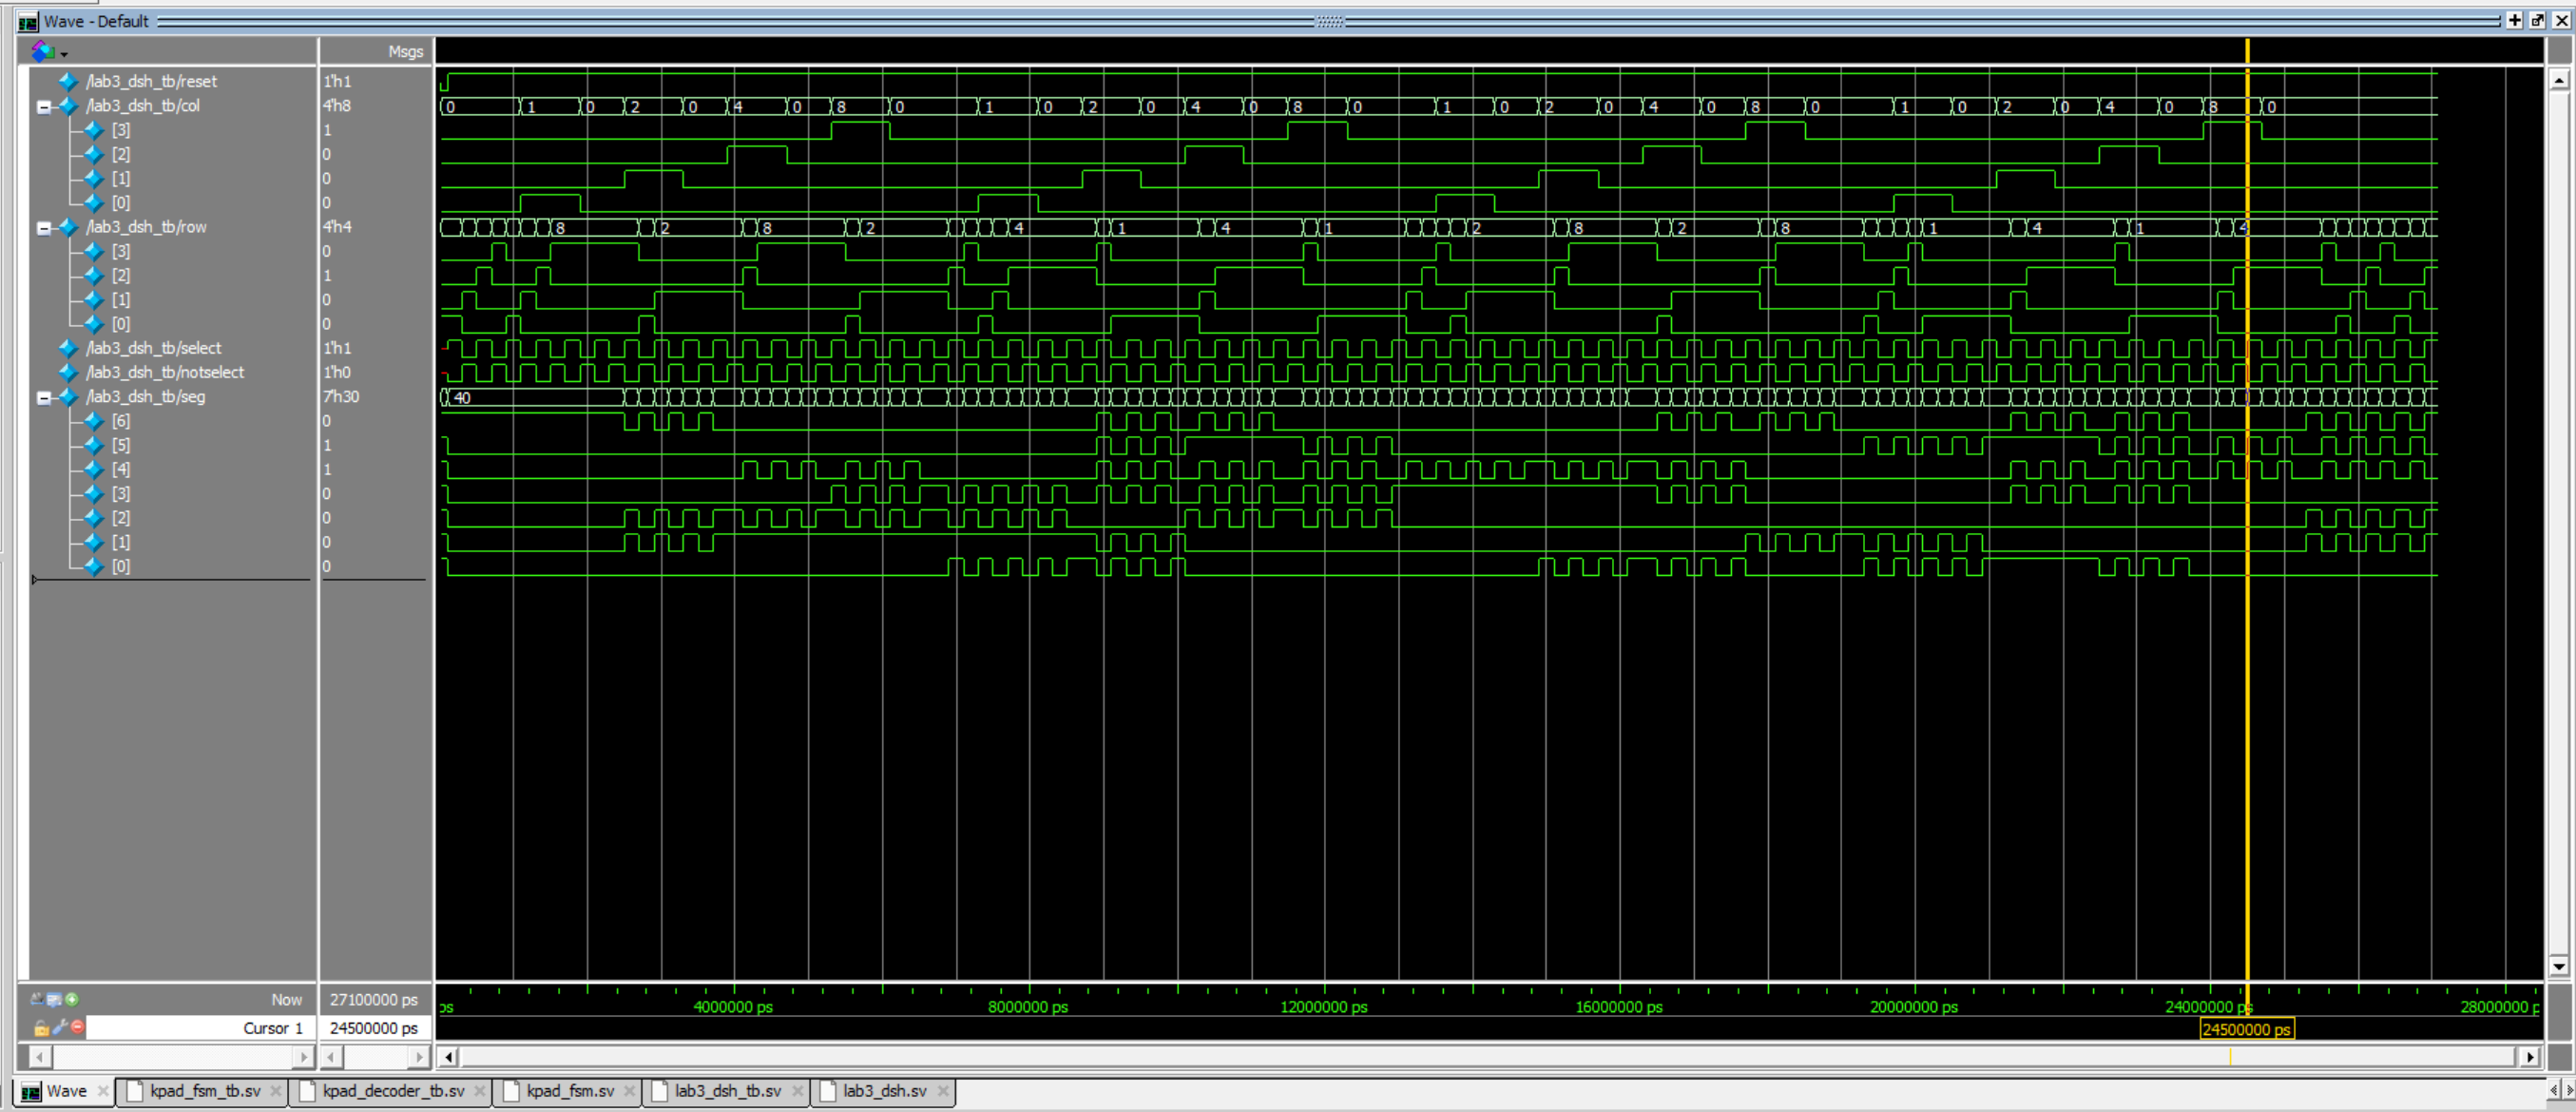 Wave - Default
Msgs
/lab3_dsh_tb/reset 1'h1
/lab3_dsh_tb/col 4'h8 0 1 0 2 0 4 0 8 0 1 0 2 0 4 0 8 0 1 0 2 0 4 0 8 0 1 0 2 0 4 0 8 0
[3] 1
[2] 0
[1] 0
[0] 0
/lab3_dsh_tb/row 4'h4 8 2 8 2 4 1 4 1 2 8 2 8 1 4 1 4
[3] 0
[2] 1
[1] 0
[0] 0
/lab3_dsh_tb/select 1'h1
/lab3_dsh_tb/notselect 1'h0
/lab3_dsh_tb/seg 7'h30 40
[6] 0
[5] 1
[4] 1
[3] 0
[2] 0
[1] 0
[0] 0
Now 27100000 ps ps 4000000 ps 8000000 ps 12000000 ps 16000000 ps 20000000 ps 24000000 ps 28000000 p
Cursor 1 24500000 ps 24500000 ps
Wave kpad_fsm_tb.sv kpad_decoder_tb.sv kpad_fsm.sv lab3_dsh_tb.sv lab3_dsh.sv